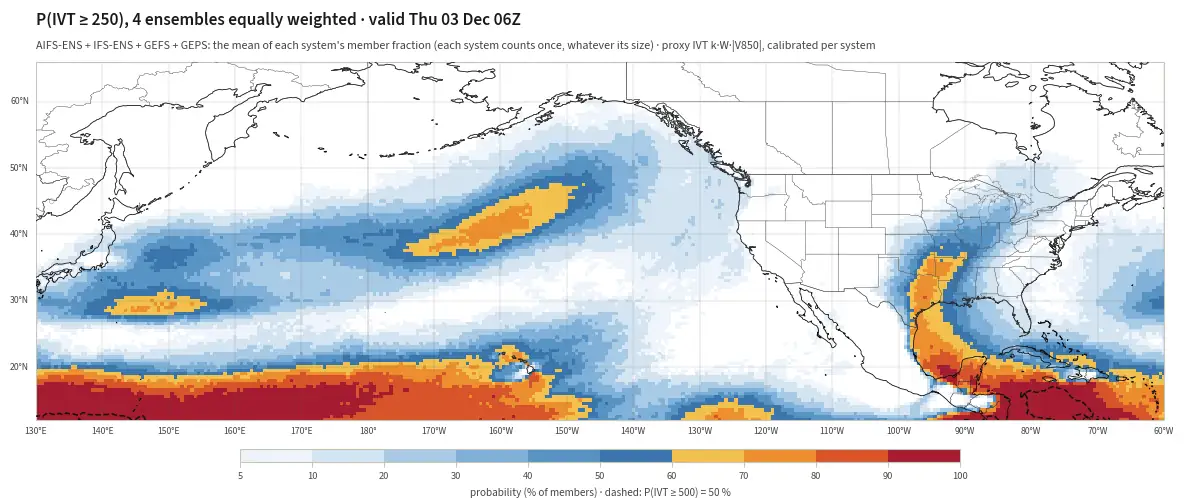 P(IVT ≥ 250), 4 ensembles equally weighted · valid Thu 03 Dec 06Z
AIFS-ENS + IFS-ENS + GEFS + GEPS: the mean of each system's member fraction (each system counts once, whatever its size) · proxy IVT k·W·|V850|, calibrated per system
60°N
50°N
40°N
30°N
20°N
130°E 140°E 150°E 160°E 170°E 180° 170°W 160°W 150°W 140°W 130°W 120°W 110°W 100°W 90°W 80°W 70°W 60°W
5 10 20 30 40 50 60 70 80 90 100
probability (% of members) · dashed: P(IVT ≥ 500) = 50 %